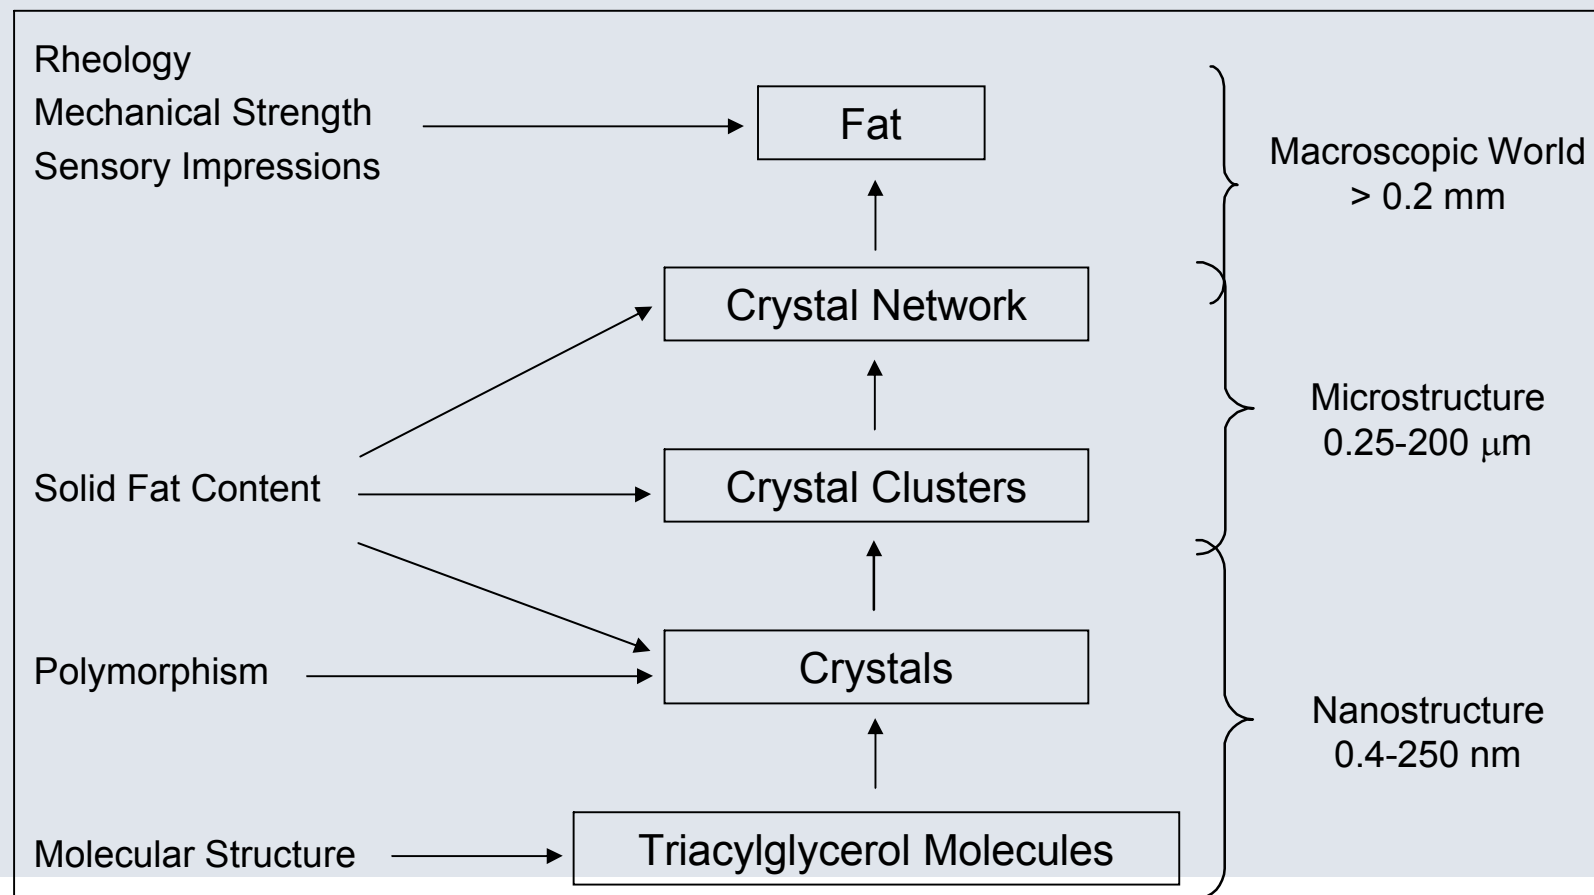 Rheology
Mechanical Strength
Sensory Impressions
Fat
Macroscopic World
> 0.2 mm
Crystal Network
Microstructure
0.25-200 μm
Solid Fat Content
Crystal Clusters
Polymorphism
Crystals
Nanostructure
0.4-250 nm
Molecular Structure
Triacylglycerol Molecules